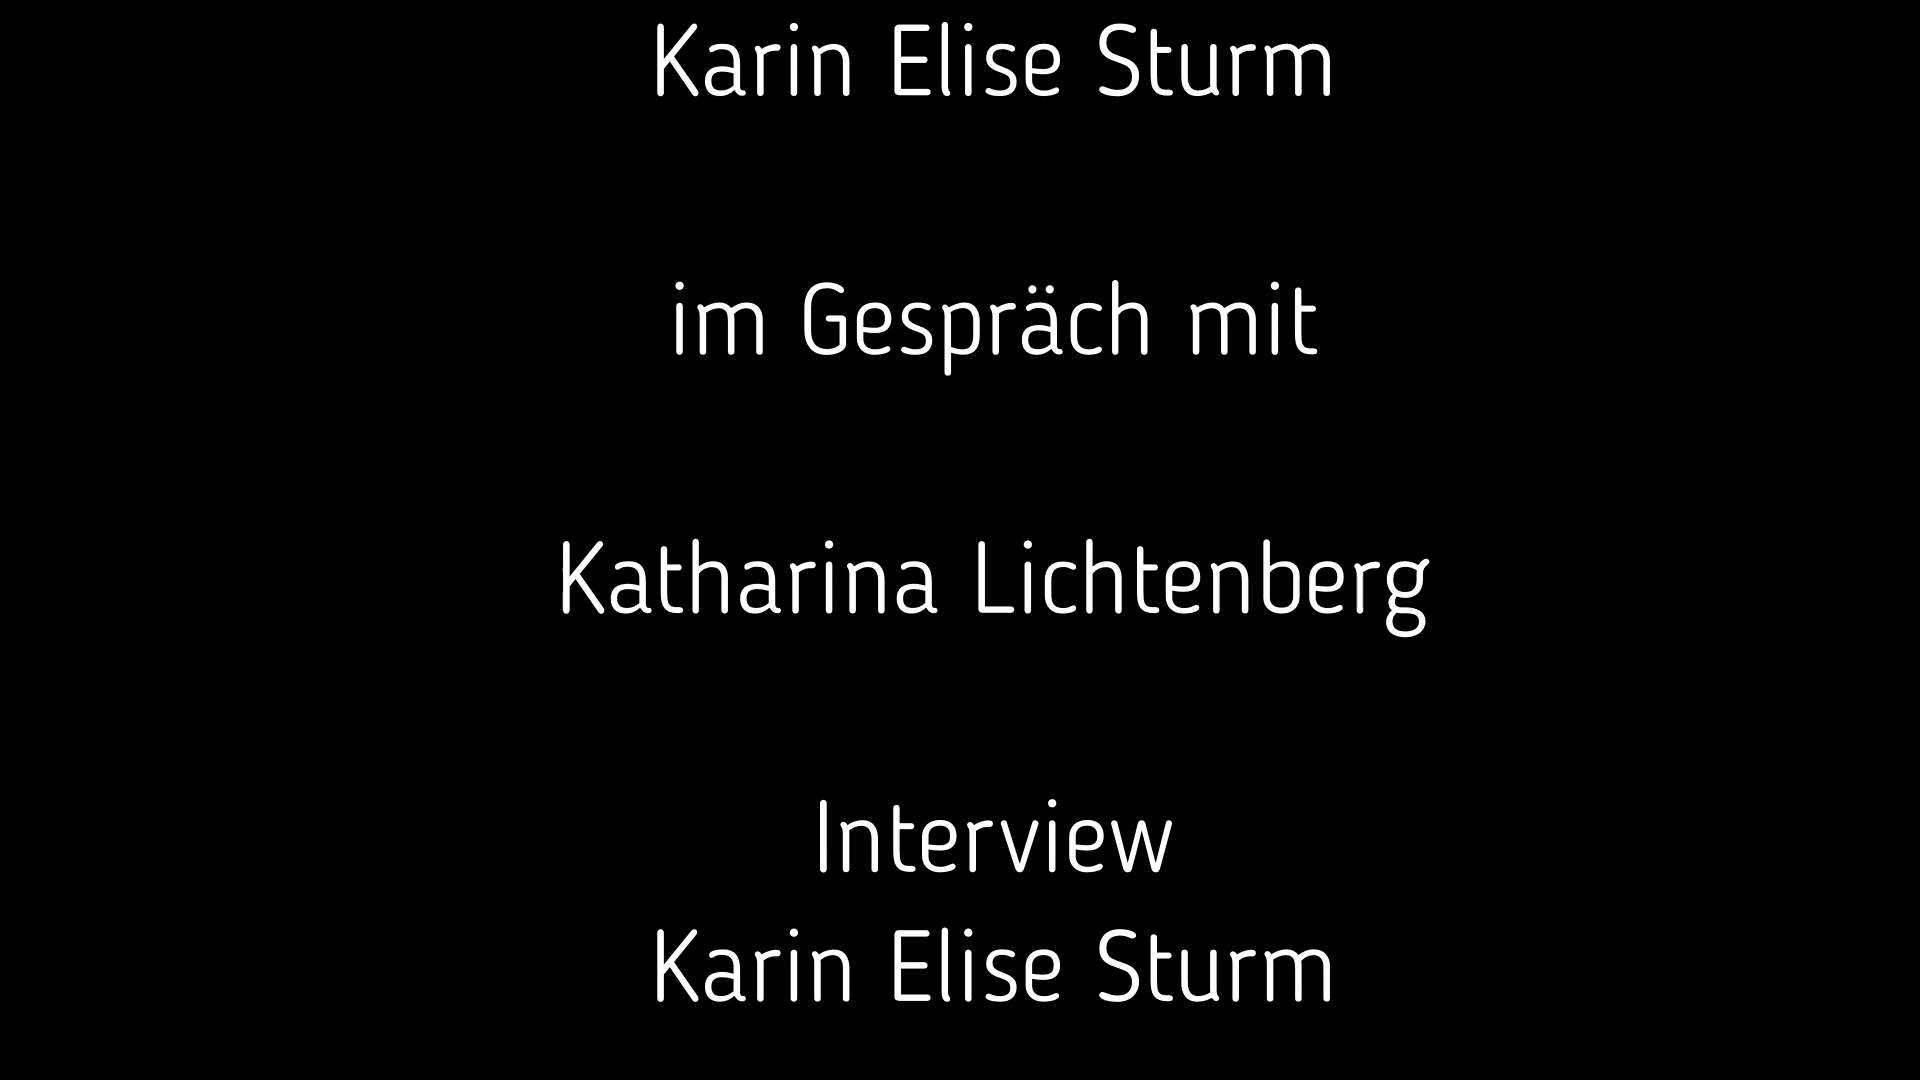 Karin Elise Sturm
im Gespräch mit
Katharina Lichtenberg
Interview
Karin Elise Sturm